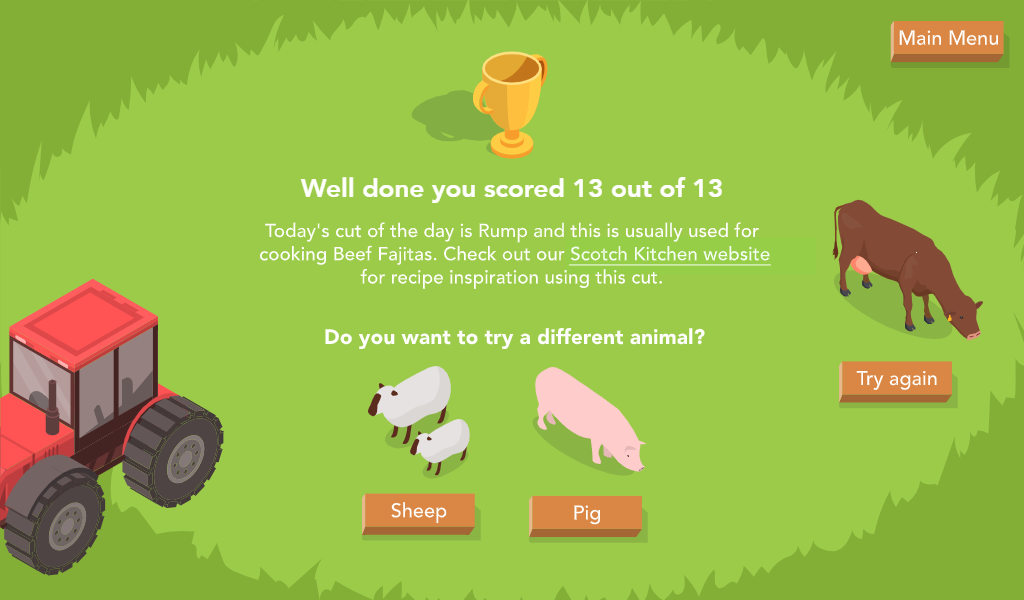 Main Menu
Well done you scored 13 out of 13
Today's cut of the day is Rump and this is usually used for
cooking Beef Fajitas. Check out our Scotch Kitchen website
for recipe inspiration using this cut.
Do you want to try a different animal?
Try again
Sheep
Pig